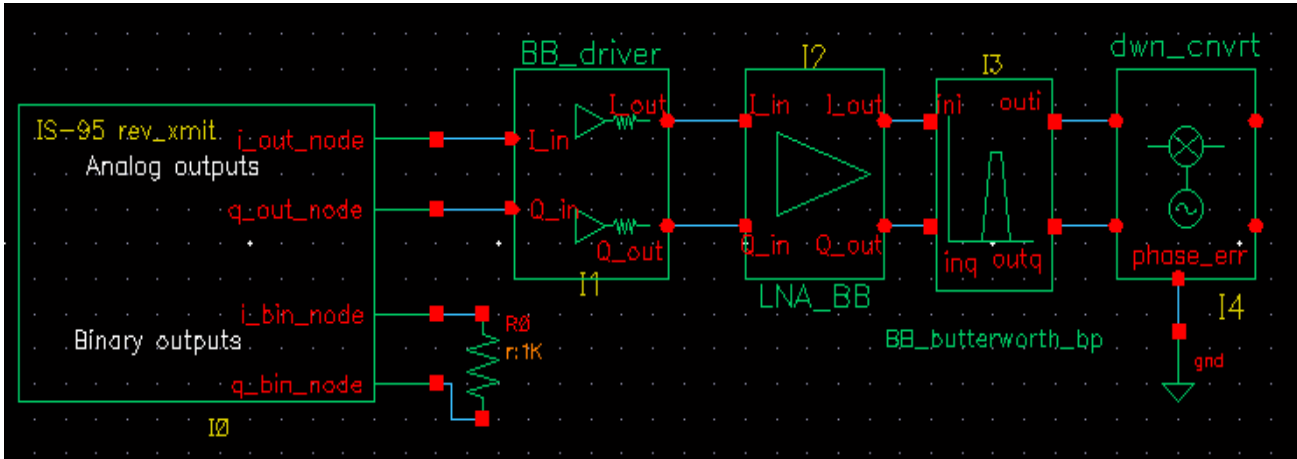 BB_driver
I2
I3
dwn_cnvrt
IS-95 rev_xmit
i_out_node
Analog outputs
q_out_node
I_in
I_out
Q_in
Q_out
I1
I_in
I_out
Q_in
Q_out
LNA_BB
ini
outi
inq
outq
BB_butterworth_bp
phase_err
I4
gnd
i_bin_node
Binary outputs
q_bin_node
R0
r:1K
I0